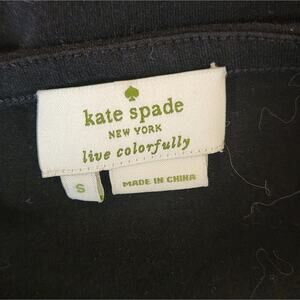 kate spade
NEW YORK
live colorfully
S
MADE IN CHINA